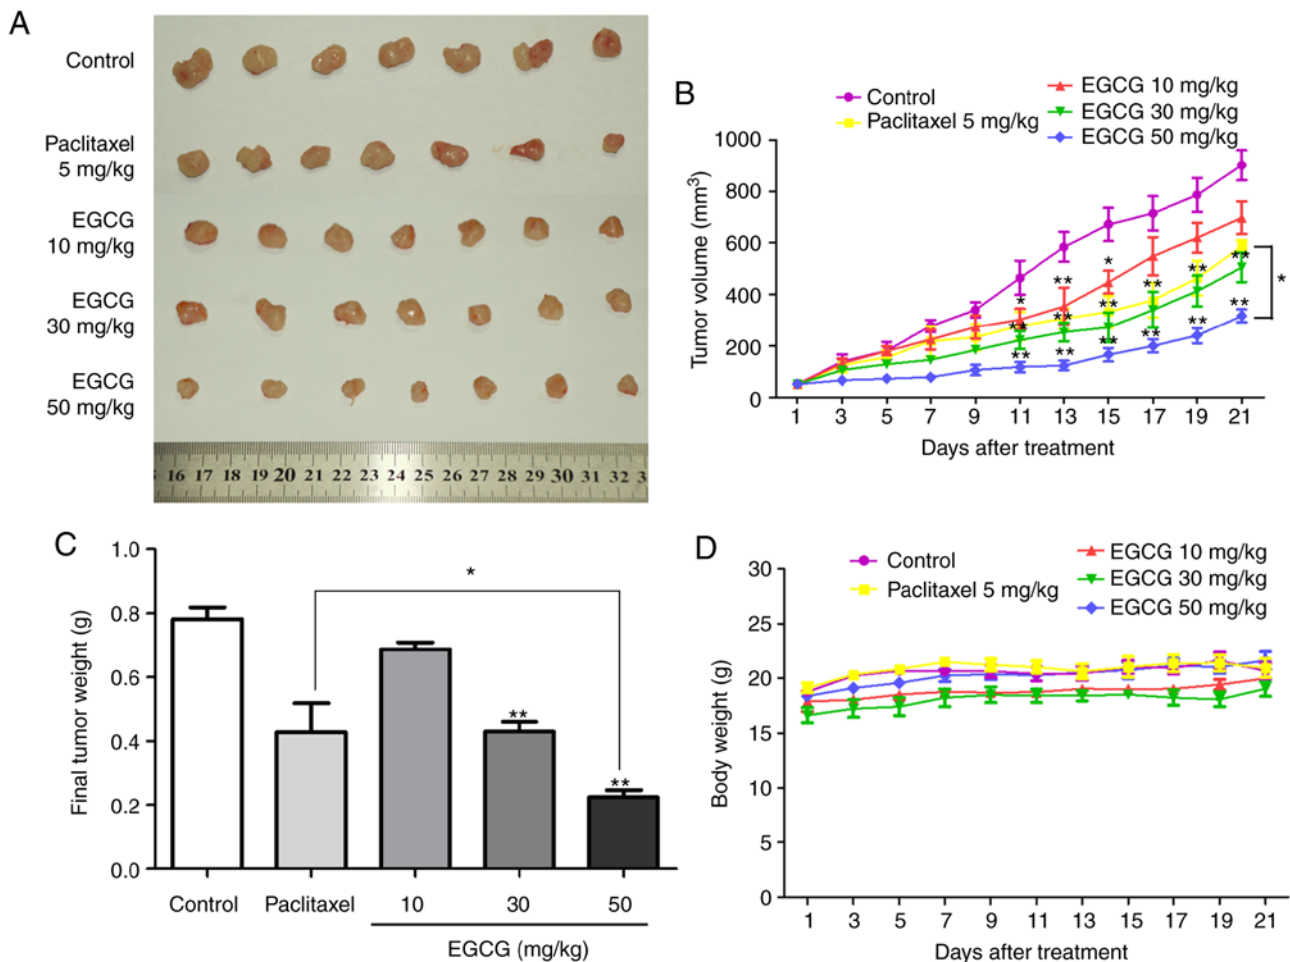 A
Control
Paclitaxel
5 mg/kg
EGCG
10 mg/kg
EGCG
30 mg/kg
EGCG
50 mg/kg
16 17 18 19 20 21 22 23 24 25 26 27 28 29 30 31 32 3
B
Control
Paclitaxel 5 mg/kg
EGCG 10 mg/kg
EGCG 30 mg/kg
EGCG 50 mg/kg
Tumor volume (mm³)
1000
800
600
400
200
0
** ** ** ** ** ** ** ** ** ** ** ** ** * * *
1 3 5 7 9 11 13 15 17 19 21
Days after treatment
C
Final tumor weight (g)
1.0
0.8
0.6
0.4
0.2
0.0
*
**
**
Control Paclitaxel 10 30 50
EGCG (mg/kg)
D
Control
Paclitaxel 5 mg/kg
EGCG 10 mg/kg
EGCG 30 mg/kg
EGCG 50 mg/kg
Body weight (g)
30
25
20
15
10
5
0
1 3 5 7 9 11 13 15 17 19 21
Days after treatment